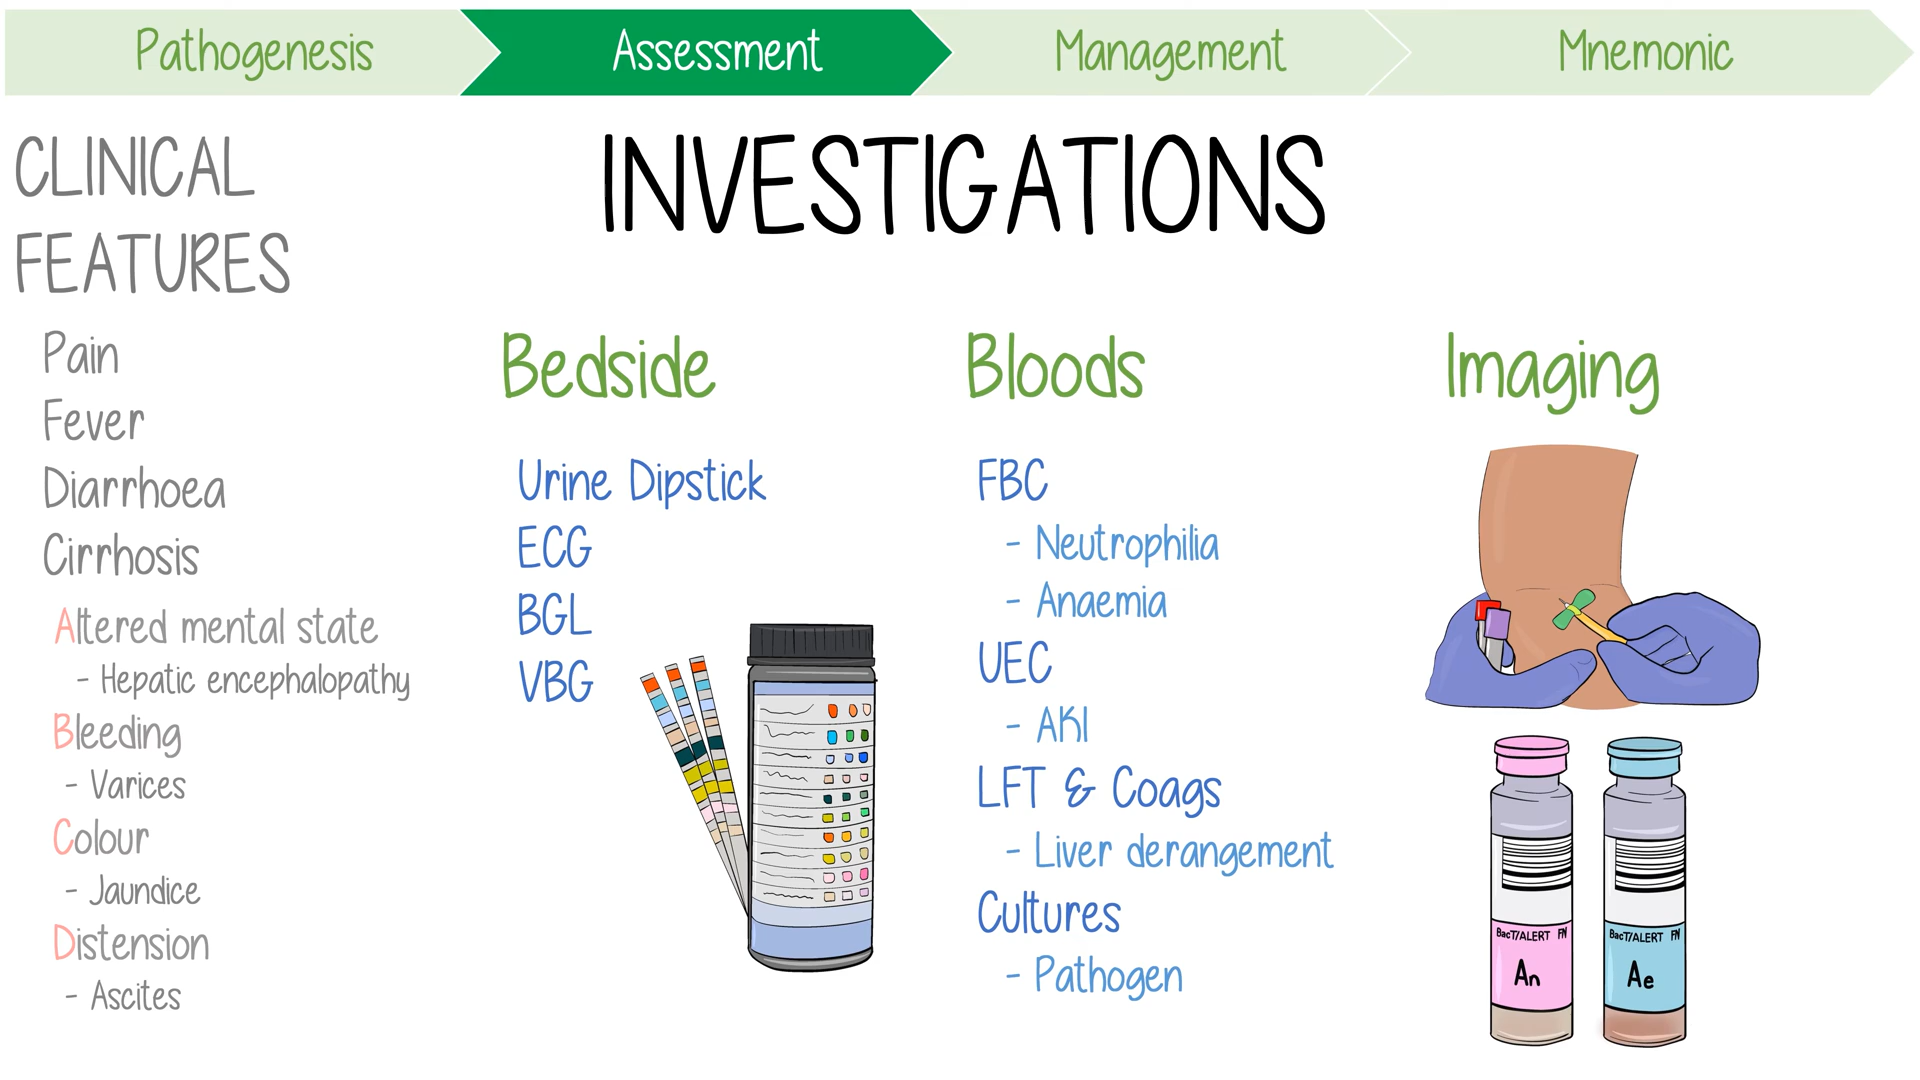 Pathogenesis
Assessment
Management
Mnemonic
CLINICAL
FEATURES
Pain
Fever
Diarrhoea
Cirrhosis
Altered mental state
- Hepatic encephalopathy
Bleeding
- Varices
Colour
- Jaundice
Distension
- Ascites
INVESTIGATIONS
Bedside
Urine Dipstick
ECG
BGL
VBG
Bloods
FBC
- Neutrophilia
- Anaemia
UEC
- AKI
LFT & Coags
- Liver derangement
Cultures
- Pathogen
Imaging
BacT/ALERT FN
An
BacT/ALERT FN
Ae